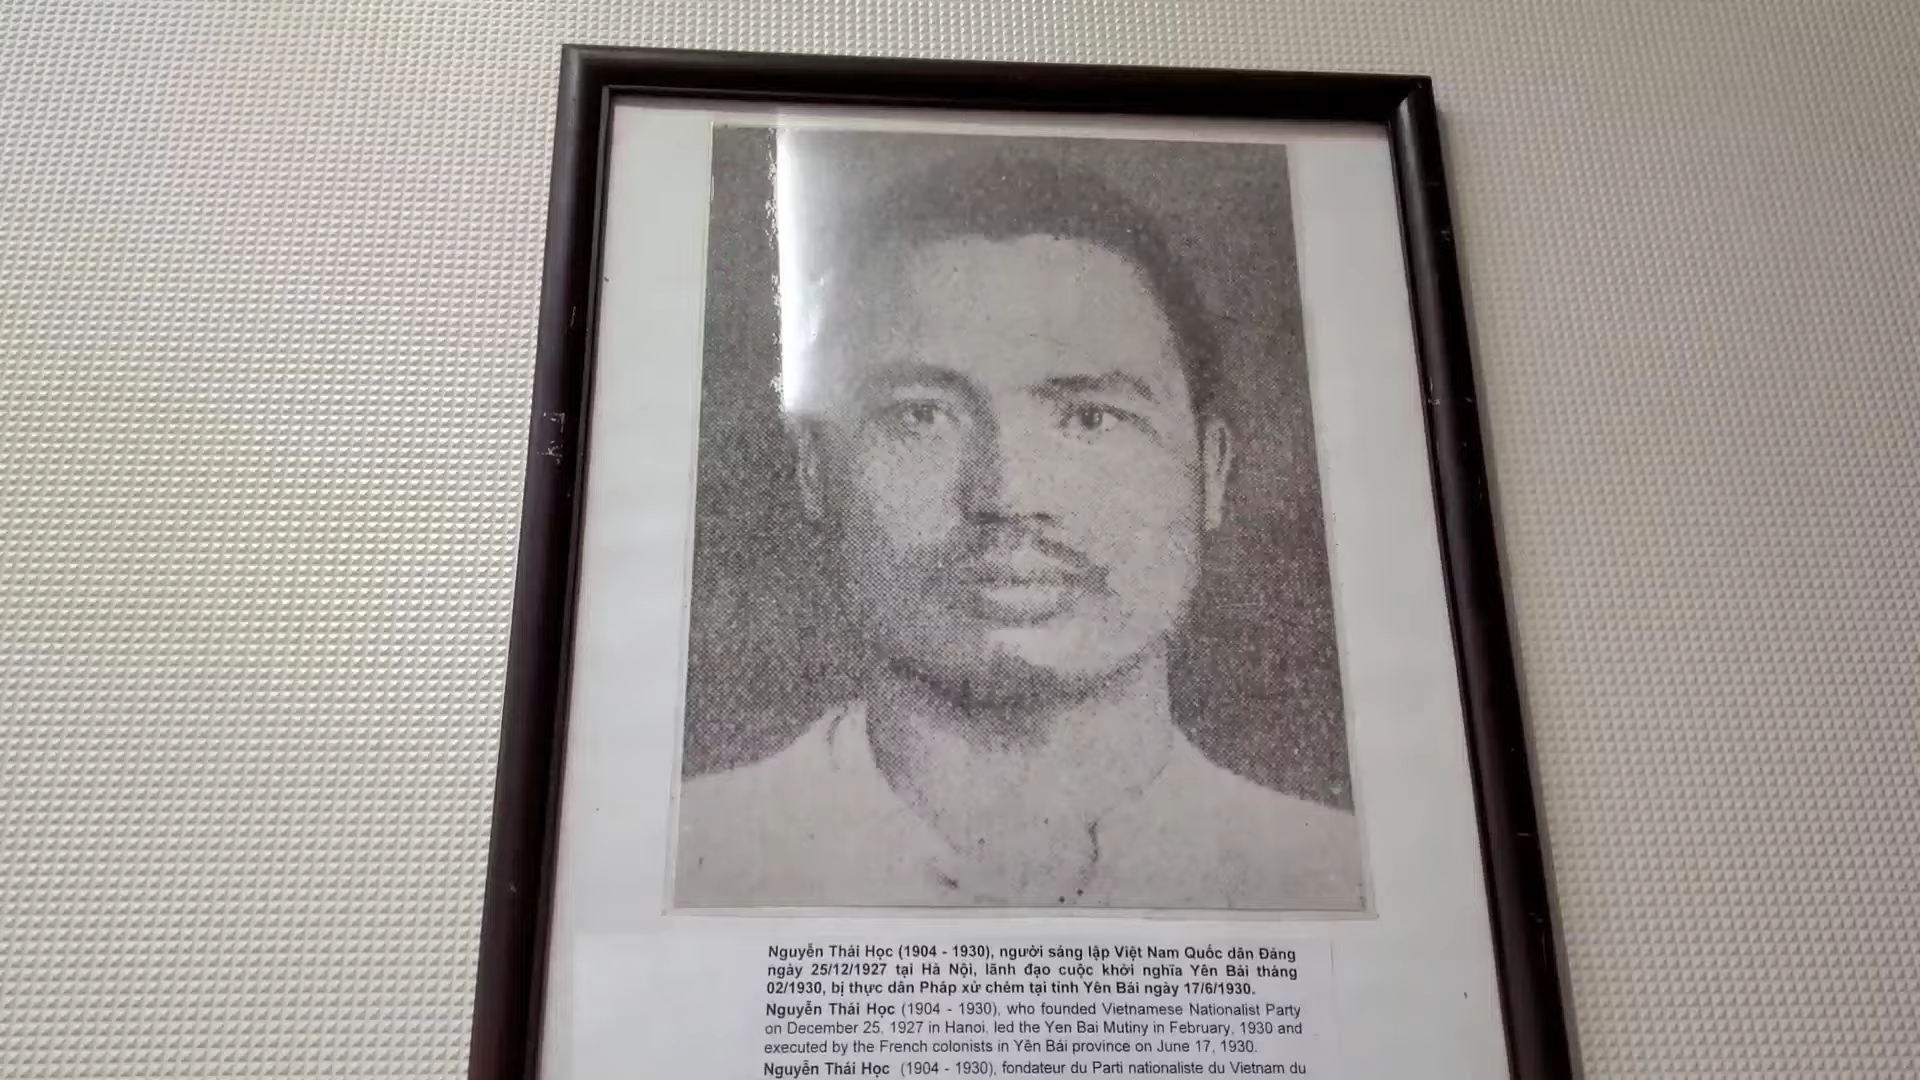 Nguyễn Thái Học (1904 - 1930), người sáng lập Việt Nam Quốc dân Đảng
ngày 25/12/1927 tại Hà Nội, lãnh đạo cuộc khởi nghĩa Yên Bái tháng
02/1930, bị thực dân Pháp xử chém tại tỉnh Yên Bái ngày 17/6/1930.
Nguyễn Thái Học (1904 - 1930), who founded Vietnamese Nationalist Party
on December 25, 1927 in Hanoi, led the Yen Bai Mutiny in February, 1930 and
executed by the French colonists in Yên Bái province on June 17, 1930.
Nguyễn Thái Học (1904 - 1930), fondateur du Parti nationaliste du Vietnam du